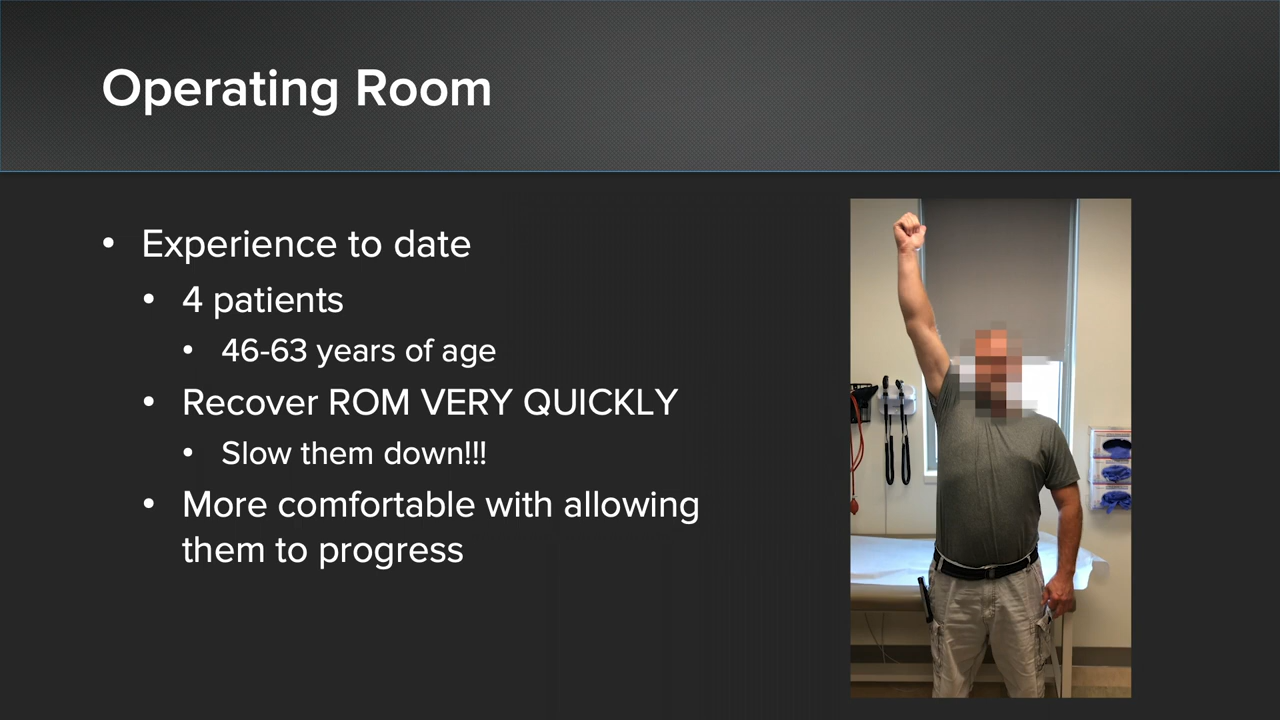 Operating Room
• Experience to date
• 4 patients
• 46-63 years of age
• Recover ROM VERY QUICKLY
• Slow them down!!!
• More comfortable with allowing
them to progress